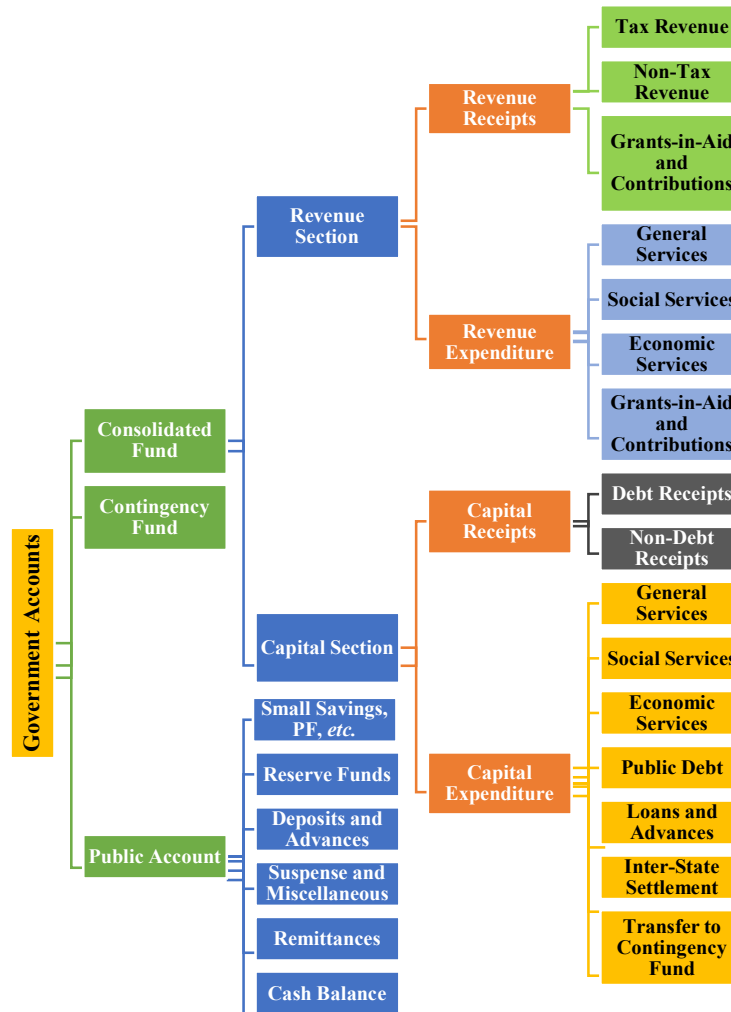 Government Accounts
Consolidated
Fund
Contingency
Fund
Public Account
Revenue
Section
Capital Section
Small Savings,
PF, etc.
Reserve Funds
Deposits and
Advances
Suspense and
Miscellaneous
Remittances
Cash Balance
Revenue
Receipts
Revenue
Expenditure
Capital
Receipts
Capital
Expenditure
Tax Revenue
Non-Tax
Revenue
Grants-in-Aid
and
Contributions
General
Services
Social Services
Economic
Services
Grants-in-Aid
and
Contributions
Debt Receipts
Non-Debt
Receipts
General
Services
Social Services
Economic
Services
Public Debt
Loans and
Advances
Inter-State
Settlement
Transfer to
Contingency
Fund